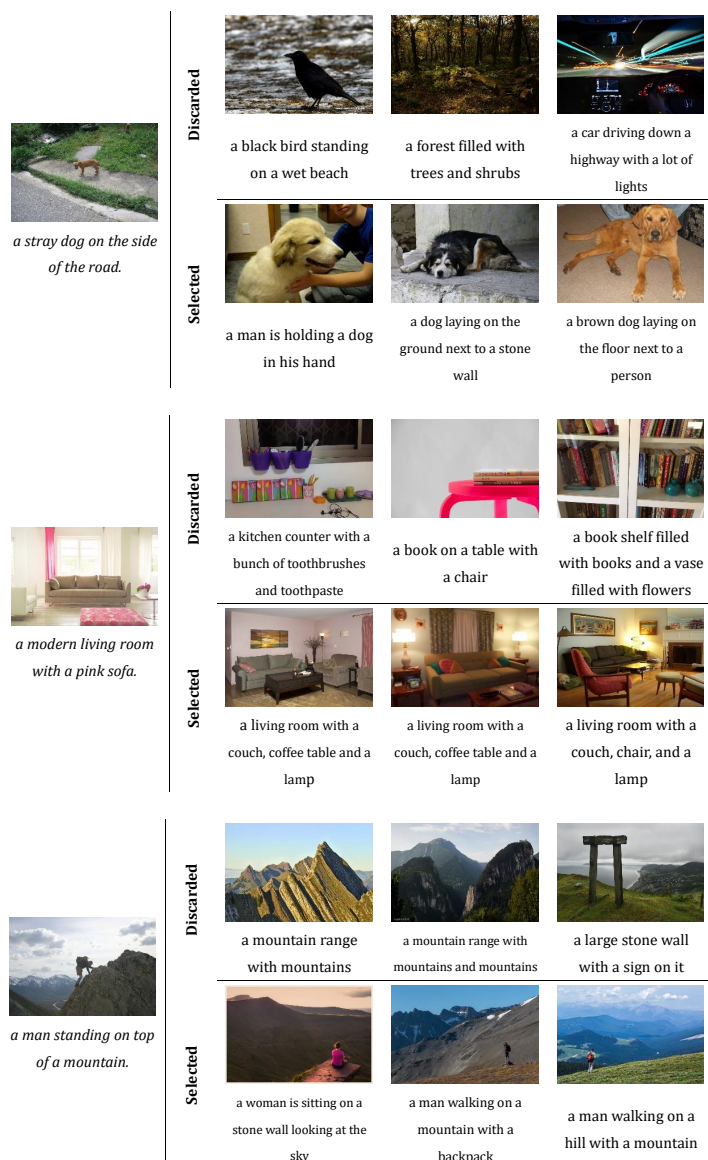 Discarded
a black bird standing
on a wet beach
a forest filled with
trees and shrubs
a car driving down a
highway with a lot of
lights
a stray dog on the side
of the road.
Selected
a man is holding a dog
in his hand
a dog laying on the
ground next to a stone
wall
a brown dog laying on
the floor next to a
person
Discarded
a kitchen counter with a
bunch of toothbrushes
and toothpaste
a book on a table with
a chair
a book shelf filled
with books and a vase
filled with flowers
a modern living room
with a pink sofa.
Selected
a living room with a
couch, coffee table and a
lamp
a living room with a
couch, coffee table and a
lamp
a living room with a
couch, chair, and a
lamp
Discarded
a mountain range
with mountains
a mountain range with
mountains and mountains
a large stone wall
with a sign on it
a man standing on top
of a mountain.
Selected
a woman is sitting on a
stone wall looking at the
sky
a man walking on a
mountain with a
backpack
a man walking on a
hill with a mountain